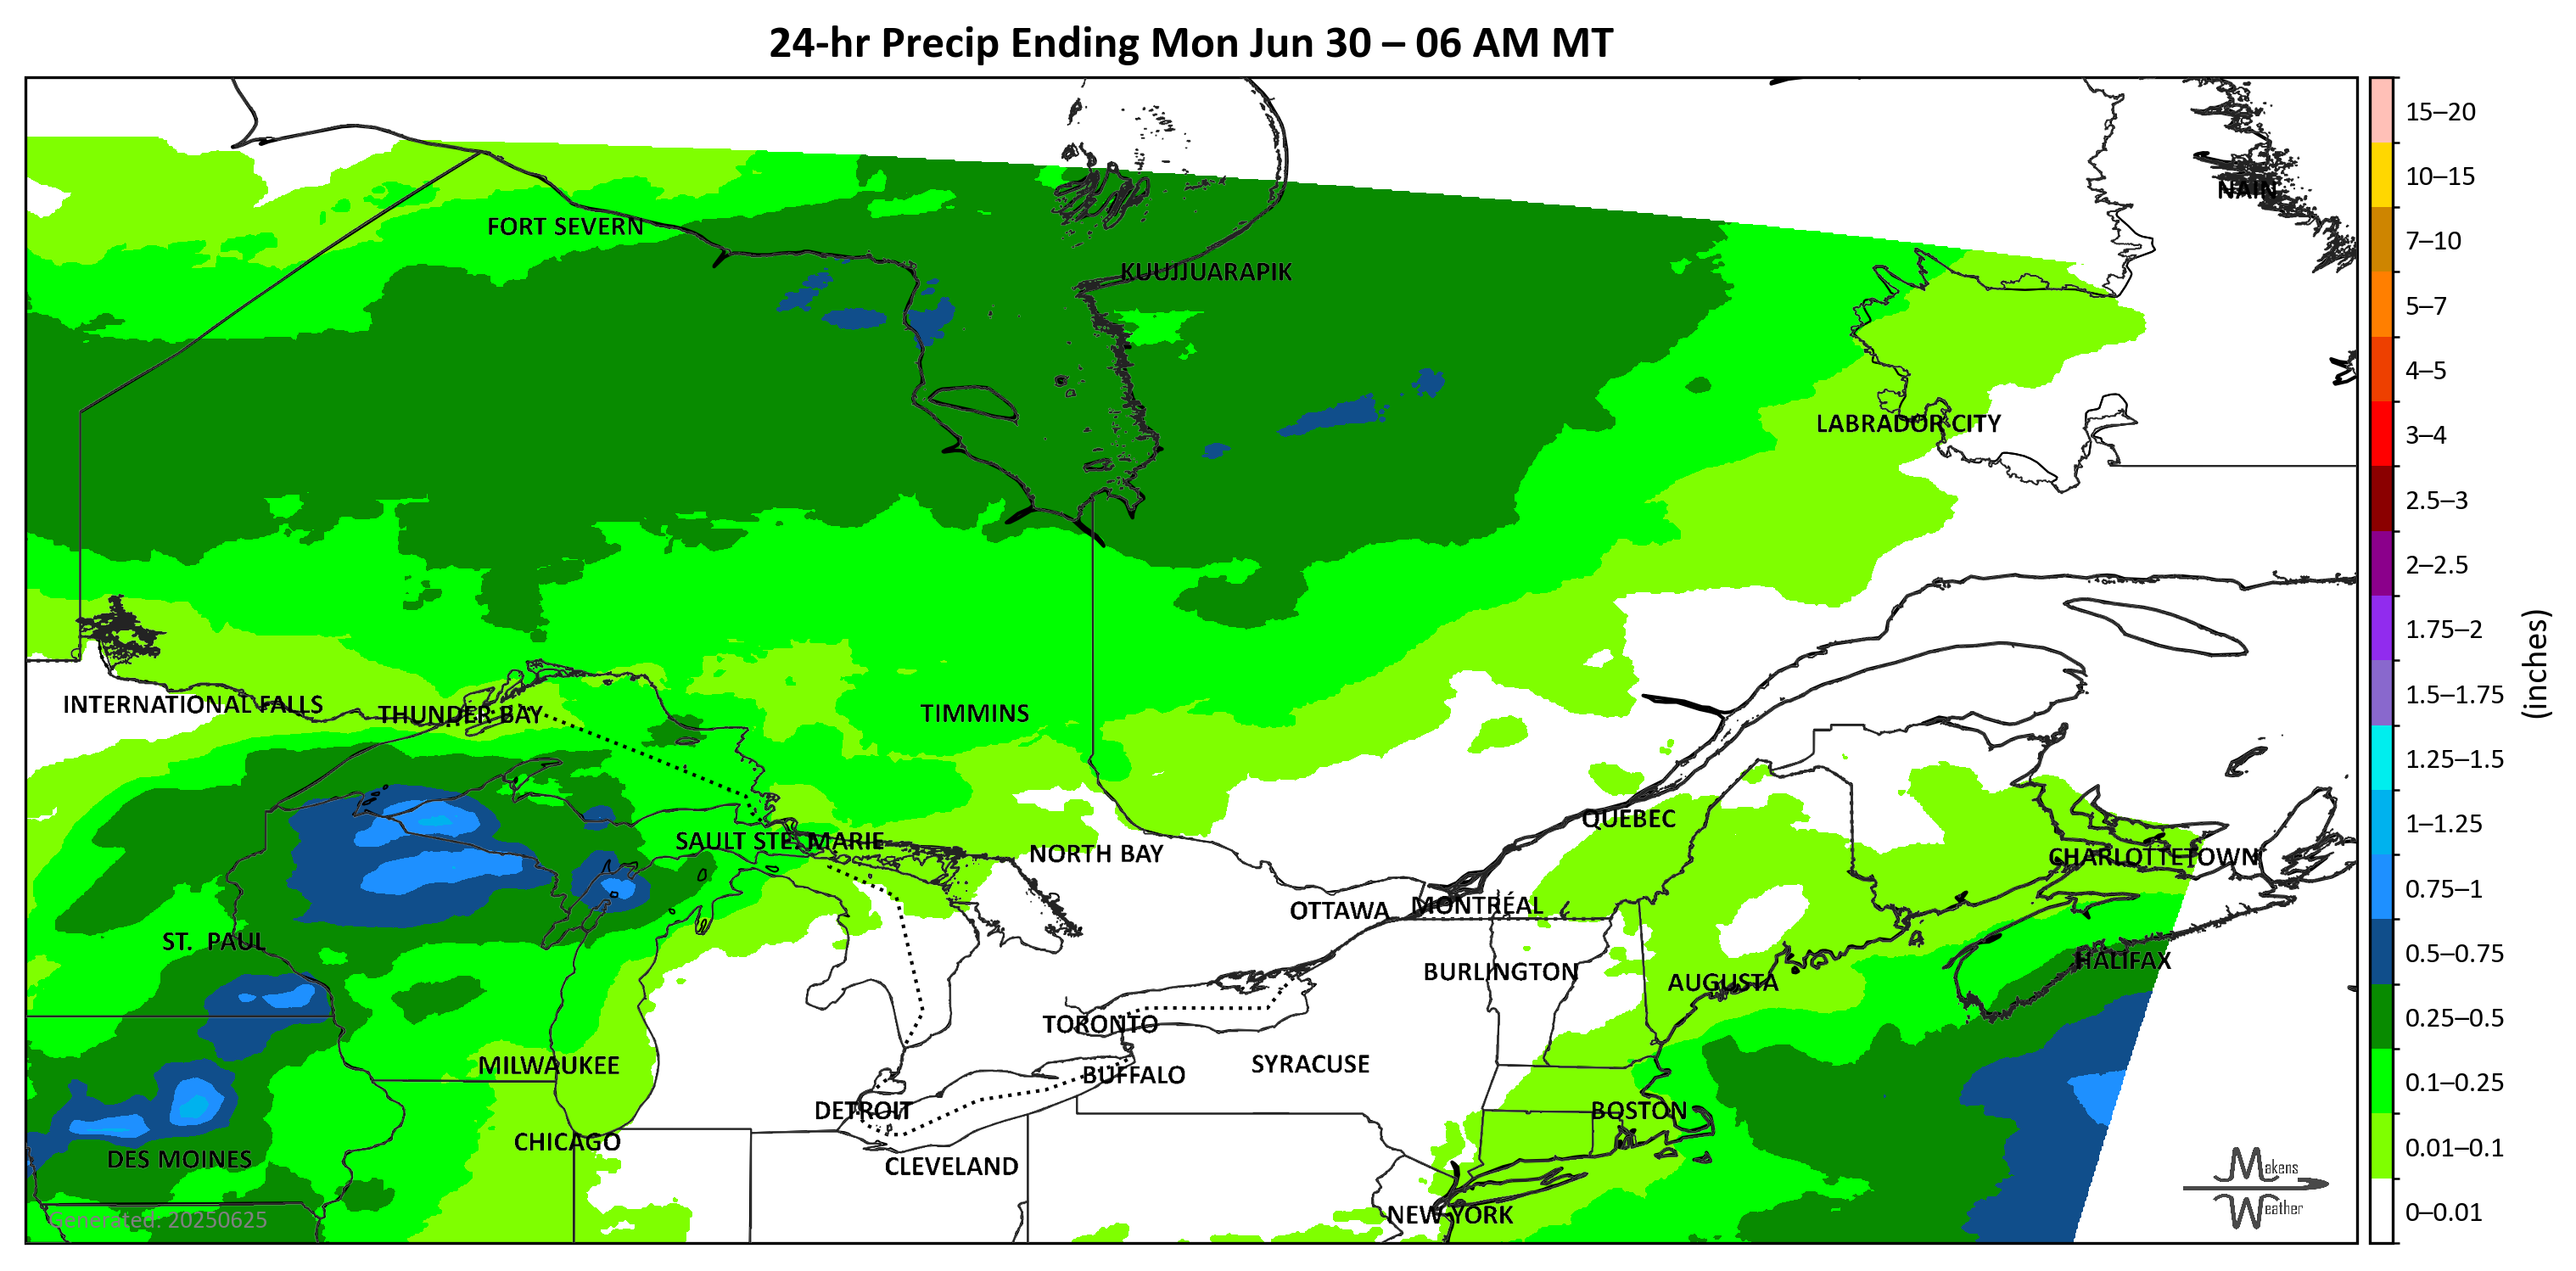 24-hr Precip Ending Mon Jun 30 – 06 AM MT
15–20
10–15
NAIN
FORT SEVERN
7–10
KUUJJUARAPIK
5–7
4–5
LABRADOR CITY
3–4
2.5–3
2–2.5
1.75–2
(inches)
1.5–1.75
INTERNATIONAL FALLS
THUNDER BAY
TIMMINS
1.25–1.5
QUEBEC
1–1.25
SAULT STE. MARIE
NORTH BAY
CHARLOTTETOWN
0.75–1
OTTAWA
MONTRÉAL
ST. PAUL
0.5–0.75
HALIFAX
BURLINGTON
AUGUSTA
TORONTO
0.25–0.5
MILWAUKEE
BUFFALO
SYRACUSE
0.1–0.25
DETROIT
BOSTON
CHICAGO
0.01–0.1
DES MOINES
CLEVELAND
Makens
Weather
NEW YORK
0–0.01
Generated: 20250625